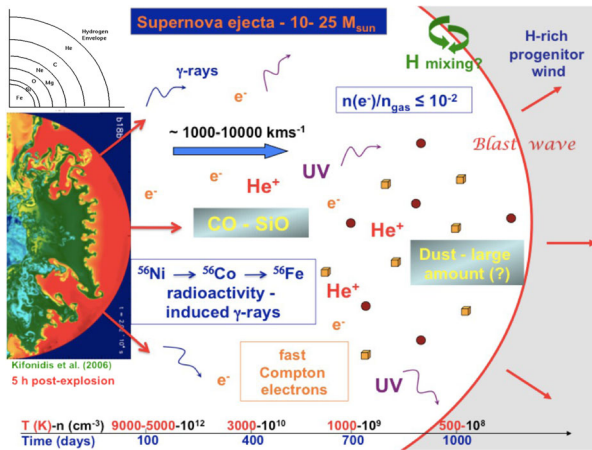 Hydrogen
Envelope
He
C
Ne
O
Mg
Si
Fe
Supernova ejecta - 10- 25 Msun
H mixing?
H-rich
progenitor
wind
γ-rays
e-
n(e-)/ngas ≤ 10-2
b18b
~ 1000-10000 kms-1
UV
Blast wave
e-
e-
He+
e-
CO - SiO
He+
Dust - large
amount (?)
56Ni → 56Co → 56Fe
radioactivity -
induced γ-rays
He+
e-
Kifonidis et al. (2006)
5 h post-explosion
e-
fast
Compton
electrons
UV
T (K)-n (cm-3) 9000-5000-1012 3000-1010 1000-109 500-108
Time (days) 100 400 700 1000